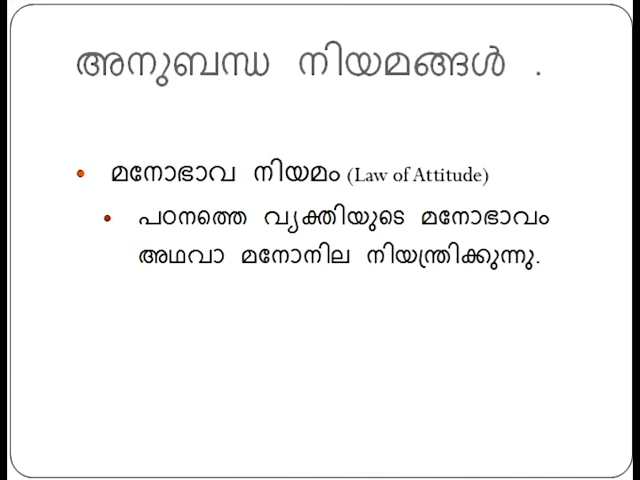 അനുബന്ധ നിയമങ്ങൾ .
മനോഭാവ നിയമം (Law of Attitude)
പഠനത്തെ വ്യക്തിയുടെ മനോഭാവം
അഥവാ മനോനില നിയന്ത്രിക്കുന്നു.